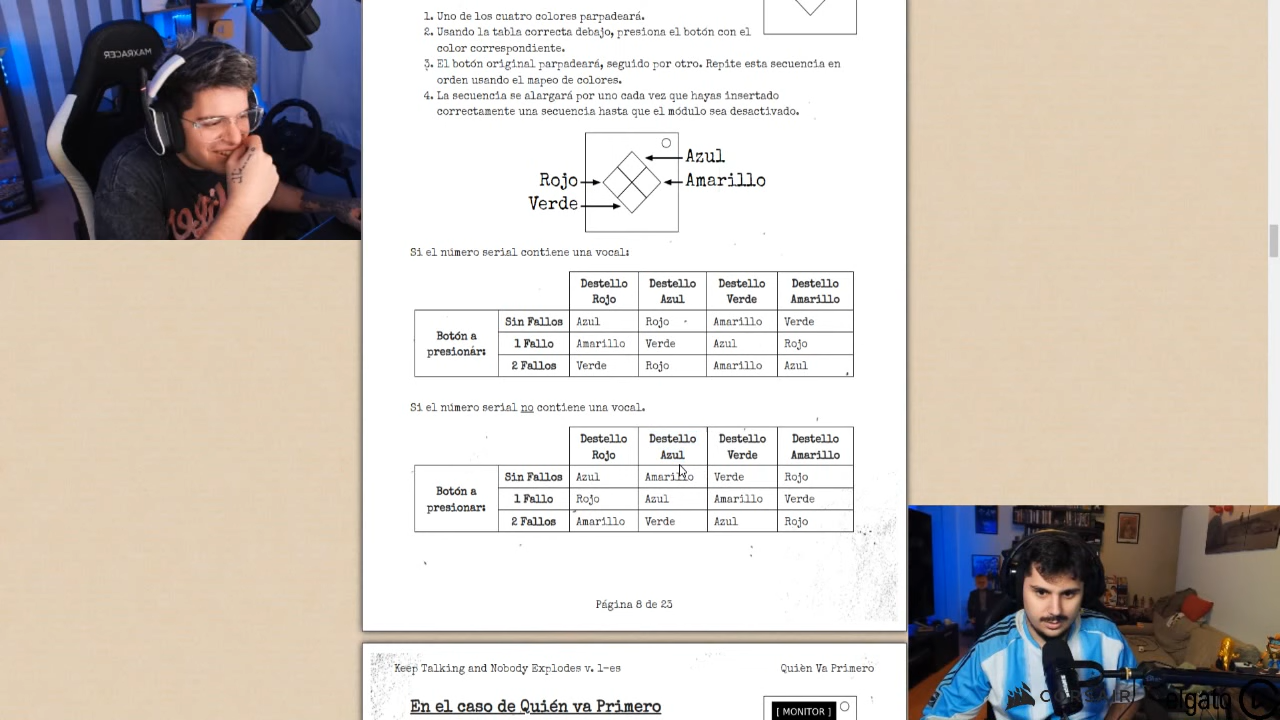 MAXRACER
1. Uno de los cuatro colores parpadeará.
2. Usando la tabla correcta debajo, presiona el botón con el
color correspondiente.
3. El botón original parpadeará, seguido por otro. Repite esta secuencia en
orden usando el mapeo de colores.
4. La secuencia se alargará por uno cada vez que hayas insertado
correctamente una secuencia hasta que el módulo sea desactivado.
Azul
Rojo Amarillo
Verde
Si el número serial contiene una vocal:
Destello Destello Destello Destello
Rojo Azul Verde Amarillo
Botón a presionar: Sin Fallos Azul Rojo Amarillo Verde
1 Fallo Amarillo Verde Azul Rojo
2 Fallos Verde Rojo Amarillo Azul
Si el número serial no contiene una vocal.
Destello Destello Destello Destello
Rojo Azul Verde Amarillo
Botón a presionar: Sin Fallos Azul Amarillo Verde Rojo
1 Fallo Rojo Azul Amarillo Verde
2 Fallos Amarillo Verde Azul Rojo
Página 8 de 23
Keep Talking and Nobody Explodes v. 1-es Quièn Va Primero
En el caso de Quién va Primero
[ MONITOR ]
CORSAIR elgato